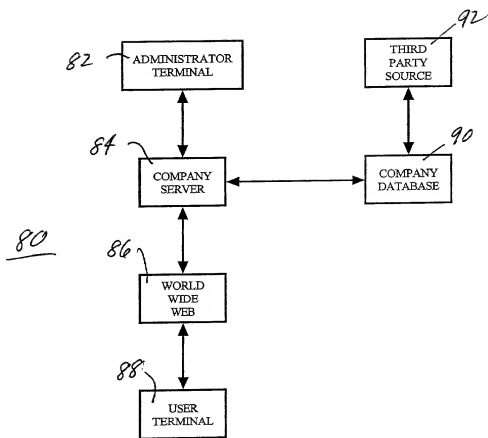 82
ADMINISTRATOR
TERMINAL
92
THIRD
PARTY
SOURCE
84
COMPANY
SERVER
90
COMPANY
DATABASE
80
86
WORLD
WIDE
WEB
88
USER
TERMINAL